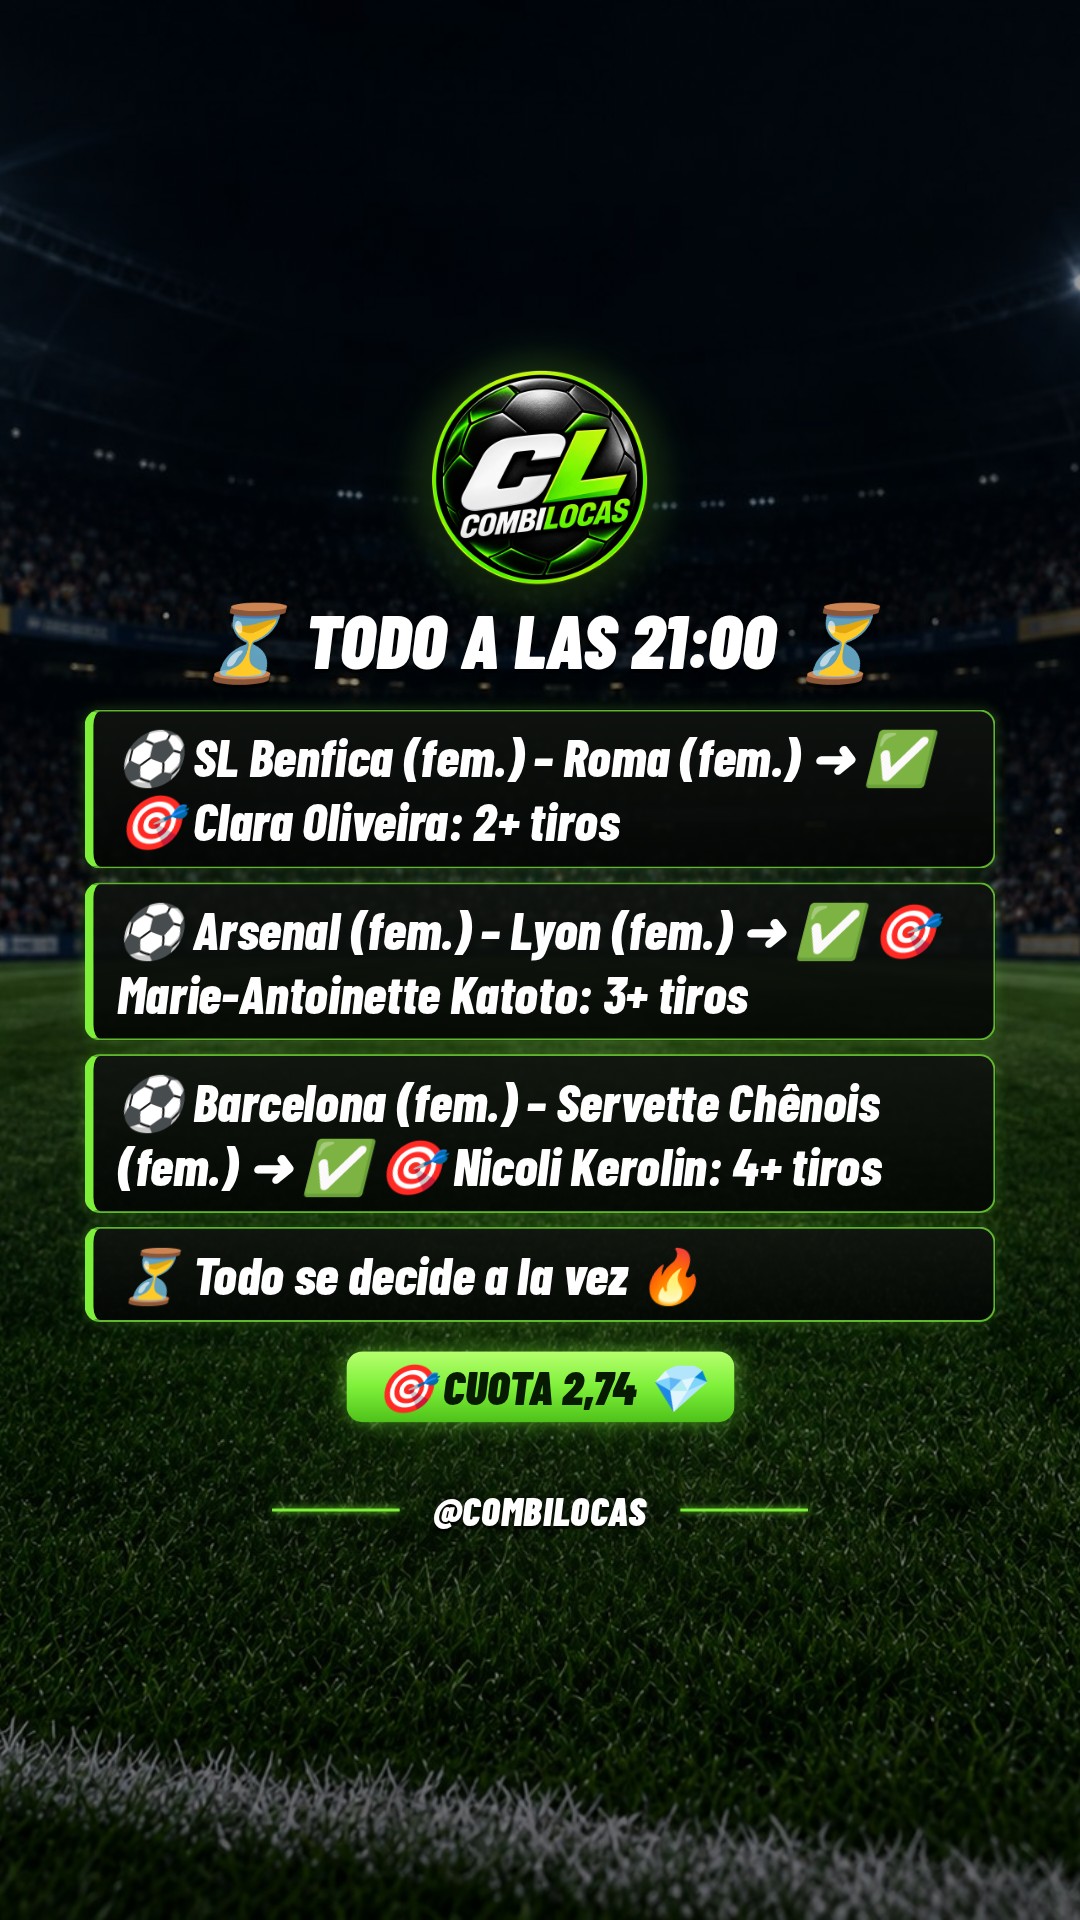 CL
COMBILOCAS
⏳ TODO A LAS 21:00 ⏳
⚽ SL Benfica (fem.) – Roma (fem.) ➜ ✅
🎯 Clara Oliveira: 2+ tiros
⚽ Arsenal (fem.) – Lyon (fem.) ➜ ✅ 🎯
Marie-Antoinette Katoto: 3+ tiros
⚽ Barcelona (fem.) – Servette Chênois
(fem.) ➜ ✅ 🎯 Nicoli Kerolin: 4+ tiros
⏳ Todo se decide a la vez 🔥
🎯 CUOTA 2,74 💎
@COMBILOCAS